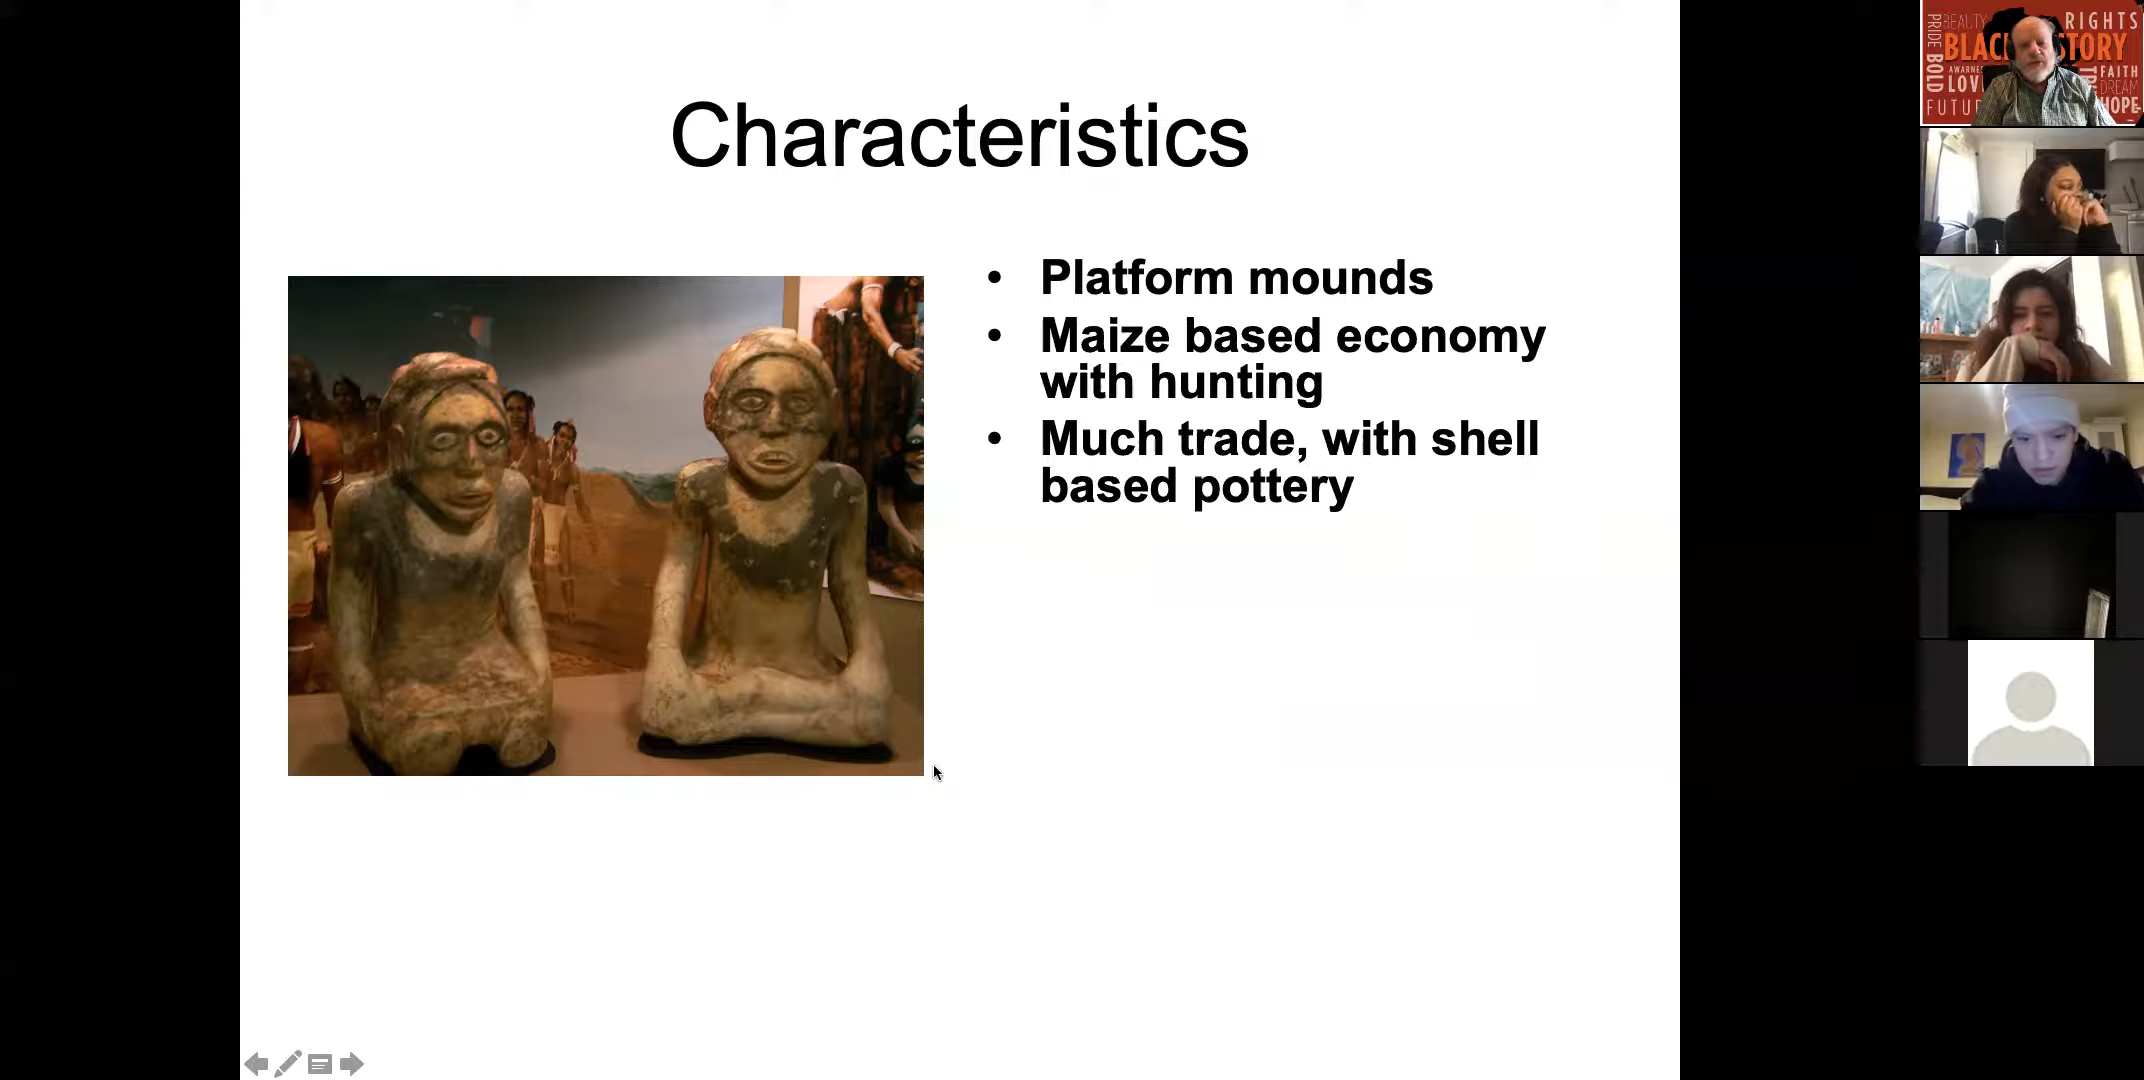 Characteristics
• Platform mounds
• Maize based economy
with hunting
• Much trade, with shell
based pottery
BEAUTY
RIGHTS
PRIDE
BOLD
FAITH
DREAM
HOPE